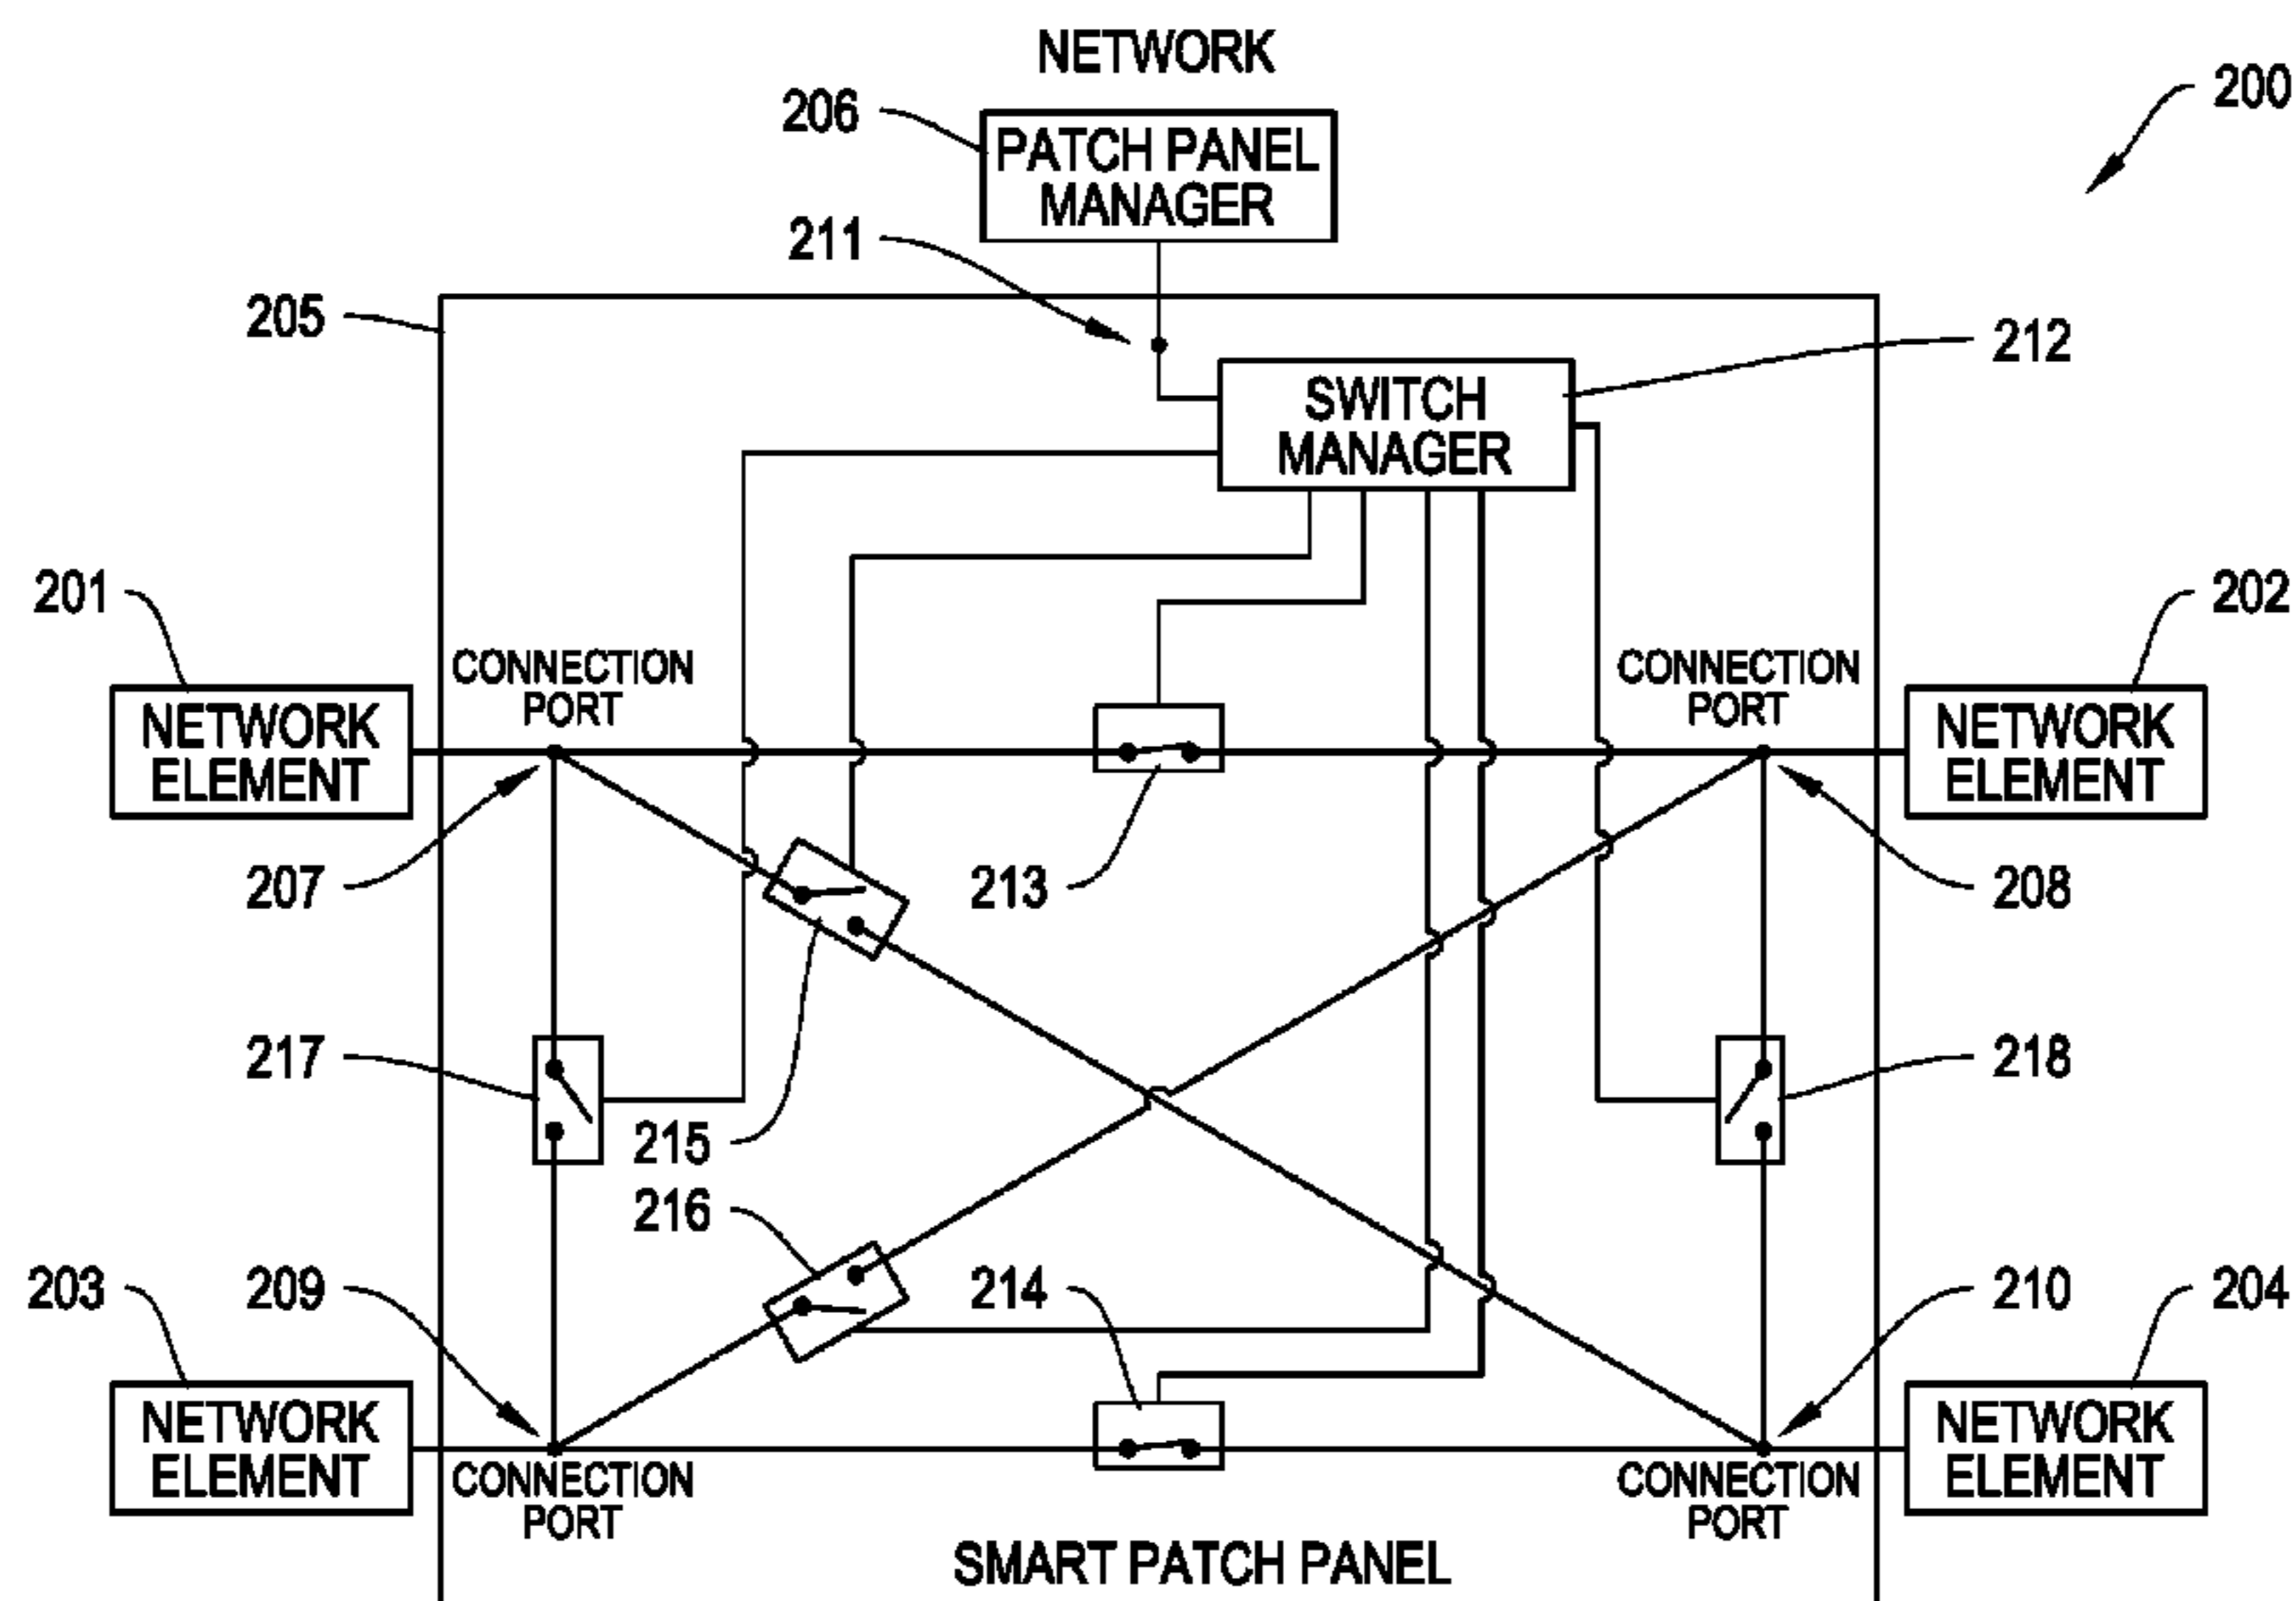 NETWORK
200
206
PATCH PANEL
MANAGER
211
205
212
SWITCH
MANAGER
201
202
CONNECTION
PORT
CONNECTION
PORT
NETWORK
ELEMENT
NETWORK
ELEMENT
207
213
208
217
218
215
216
203
209
214
210
204
NETWORK
ELEMENT
NETWORK
ELEMENT
CONNECTION
PORT
CONNECTION
PORT
SMART PATCH PANEL